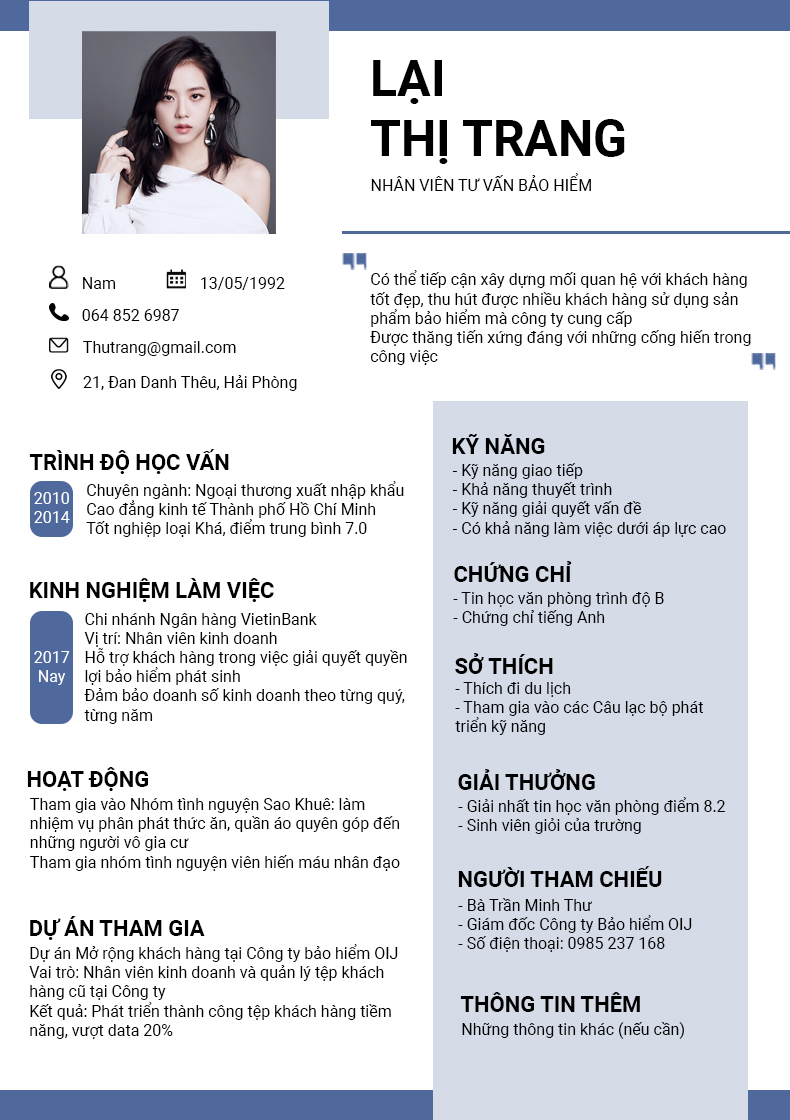 LẠI
THỊ TRANG
NHÂN VIÊN TƯ VẤN BẢO HIỂM
Nam
13/05/1992
064 852 6987
Thutrang@gmail.com
21, Đan Danh Thêu, Hải Phòng
Có thể tiếp cận xây dựng mối quan hệ với khách hàng
tốt đẹp, thu hút được nhiều khách hàng sử dụng sản
phẩm bảo hiểm mà công ty cung cấp
Được thăng tiến xứng đáng với những cống hiến trong
công việc
TRÌNH ĐỘ HỌC VẤN
2010
2014
Chuyên ngành: Ngoại thương xuất nhập khẩu
Cao đẳng kinh tế Thành phố Hồ Chí Minh
Tốt nghiệp loại Khá, điểm trung bình 7.0
KINH NGHIỆM LÀM VIỆC
2017
Nay
Chi nhánh Ngân hàng VietinBank
Vị trí: Nhân viên kinh doanh
Hỗ trợ khách hàng trong việc giải quyết quyền
lợi bảo hiểm phát sinh
Đảm bảo doanh số kinh doanh theo từng quý,
từng năm
HOẠT ĐỘNG
Tham gia vào Nhóm tình nguyện Sao Khuê: làm
nhiệm vụ phân phát thức ăn, quần áo quyên góp đến
những người vô gia cư
Tham gia nhóm tình nguyện viên hiến máu nhân đạo
DỰ ÁN THAM GIA
Dự án Mở rộng khách hàng tại Công ty bảo hiểm OIJ
Vai trò: Nhân viên kinh doanh và quản lý tệp khách
hàng cũ tại Công ty
Kết quả: Phát triển thành công tệp khách hàng tiềm
năng, vượt data 20%
KỸ NĂNG
- Kỹ năng giao tiếp
- Khả năng thuyết trình
- Kỹ năng giải quyết vấn đề
- Có khả năng làm việc dưới áp lực cao
CHỨNG CHỈ
- Tin học văn phòng trình độ B
- Chứng chỉ tiếng Anh
SỞ THÍCH
- Thích đi du lịch
- Tham gia vào các Câu lạc bộ phát
triển kỹ năng
GIẢI THƯỞNG
- Giải nhất tin học văn phòng điểm 8.2
- Sinh viên giỏi của trường
NGƯỜI THAM CHIẾU
- Bà Trần Minh Thư
- Giám đốc Công ty Bảo hiểm OIJ
- Số điện thoại: 0985 237 168
THÔNG TIN THÊM
Những thông tin khác (nếu cần)